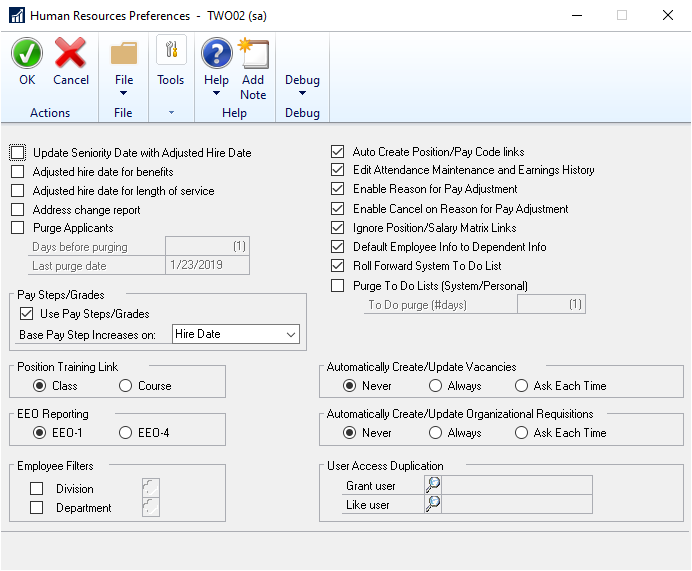 Human Resources Preferences - TWO02 (sa)
OK Cancel File Tools Help Add Note Debug
Actions File Help Debug
Update Seniority Date with Adjusted Hire Date
Adjusted hire date for benefits
Adjusted hire date for length of service
Address change report
Purge Applicants
Days before purging (1)
Last purge date 1/23/2019
Auto Create Position/Pay Code links
Edit Attendance Maintenance and Earnings History
Enable Reason for Pay Adjustment
Enable Cancel on Reason for Pay Adjustment
Ignore Position/Salary Matrix Links
Default Employee Info to Dependent Info
Roll Forward System To Do List
Purge To Do Lists (System/Personal)
To Do purge (#days) (1)
Pay Steps/Grades
Use Pay Steps/Grades
Base Pay Step Increases on: Hire Date
Position Training Link
Class Course
Automatically Create/Update Vacancies
Never Always Ask Each Time
EEO Reporting
EEO-1 EEO-4
Automatically Create/Update Organizational Requisitions
Never Always Ask Each Time
Employee Filters
Division
Department
User Access Duplication
Grant user
Like user